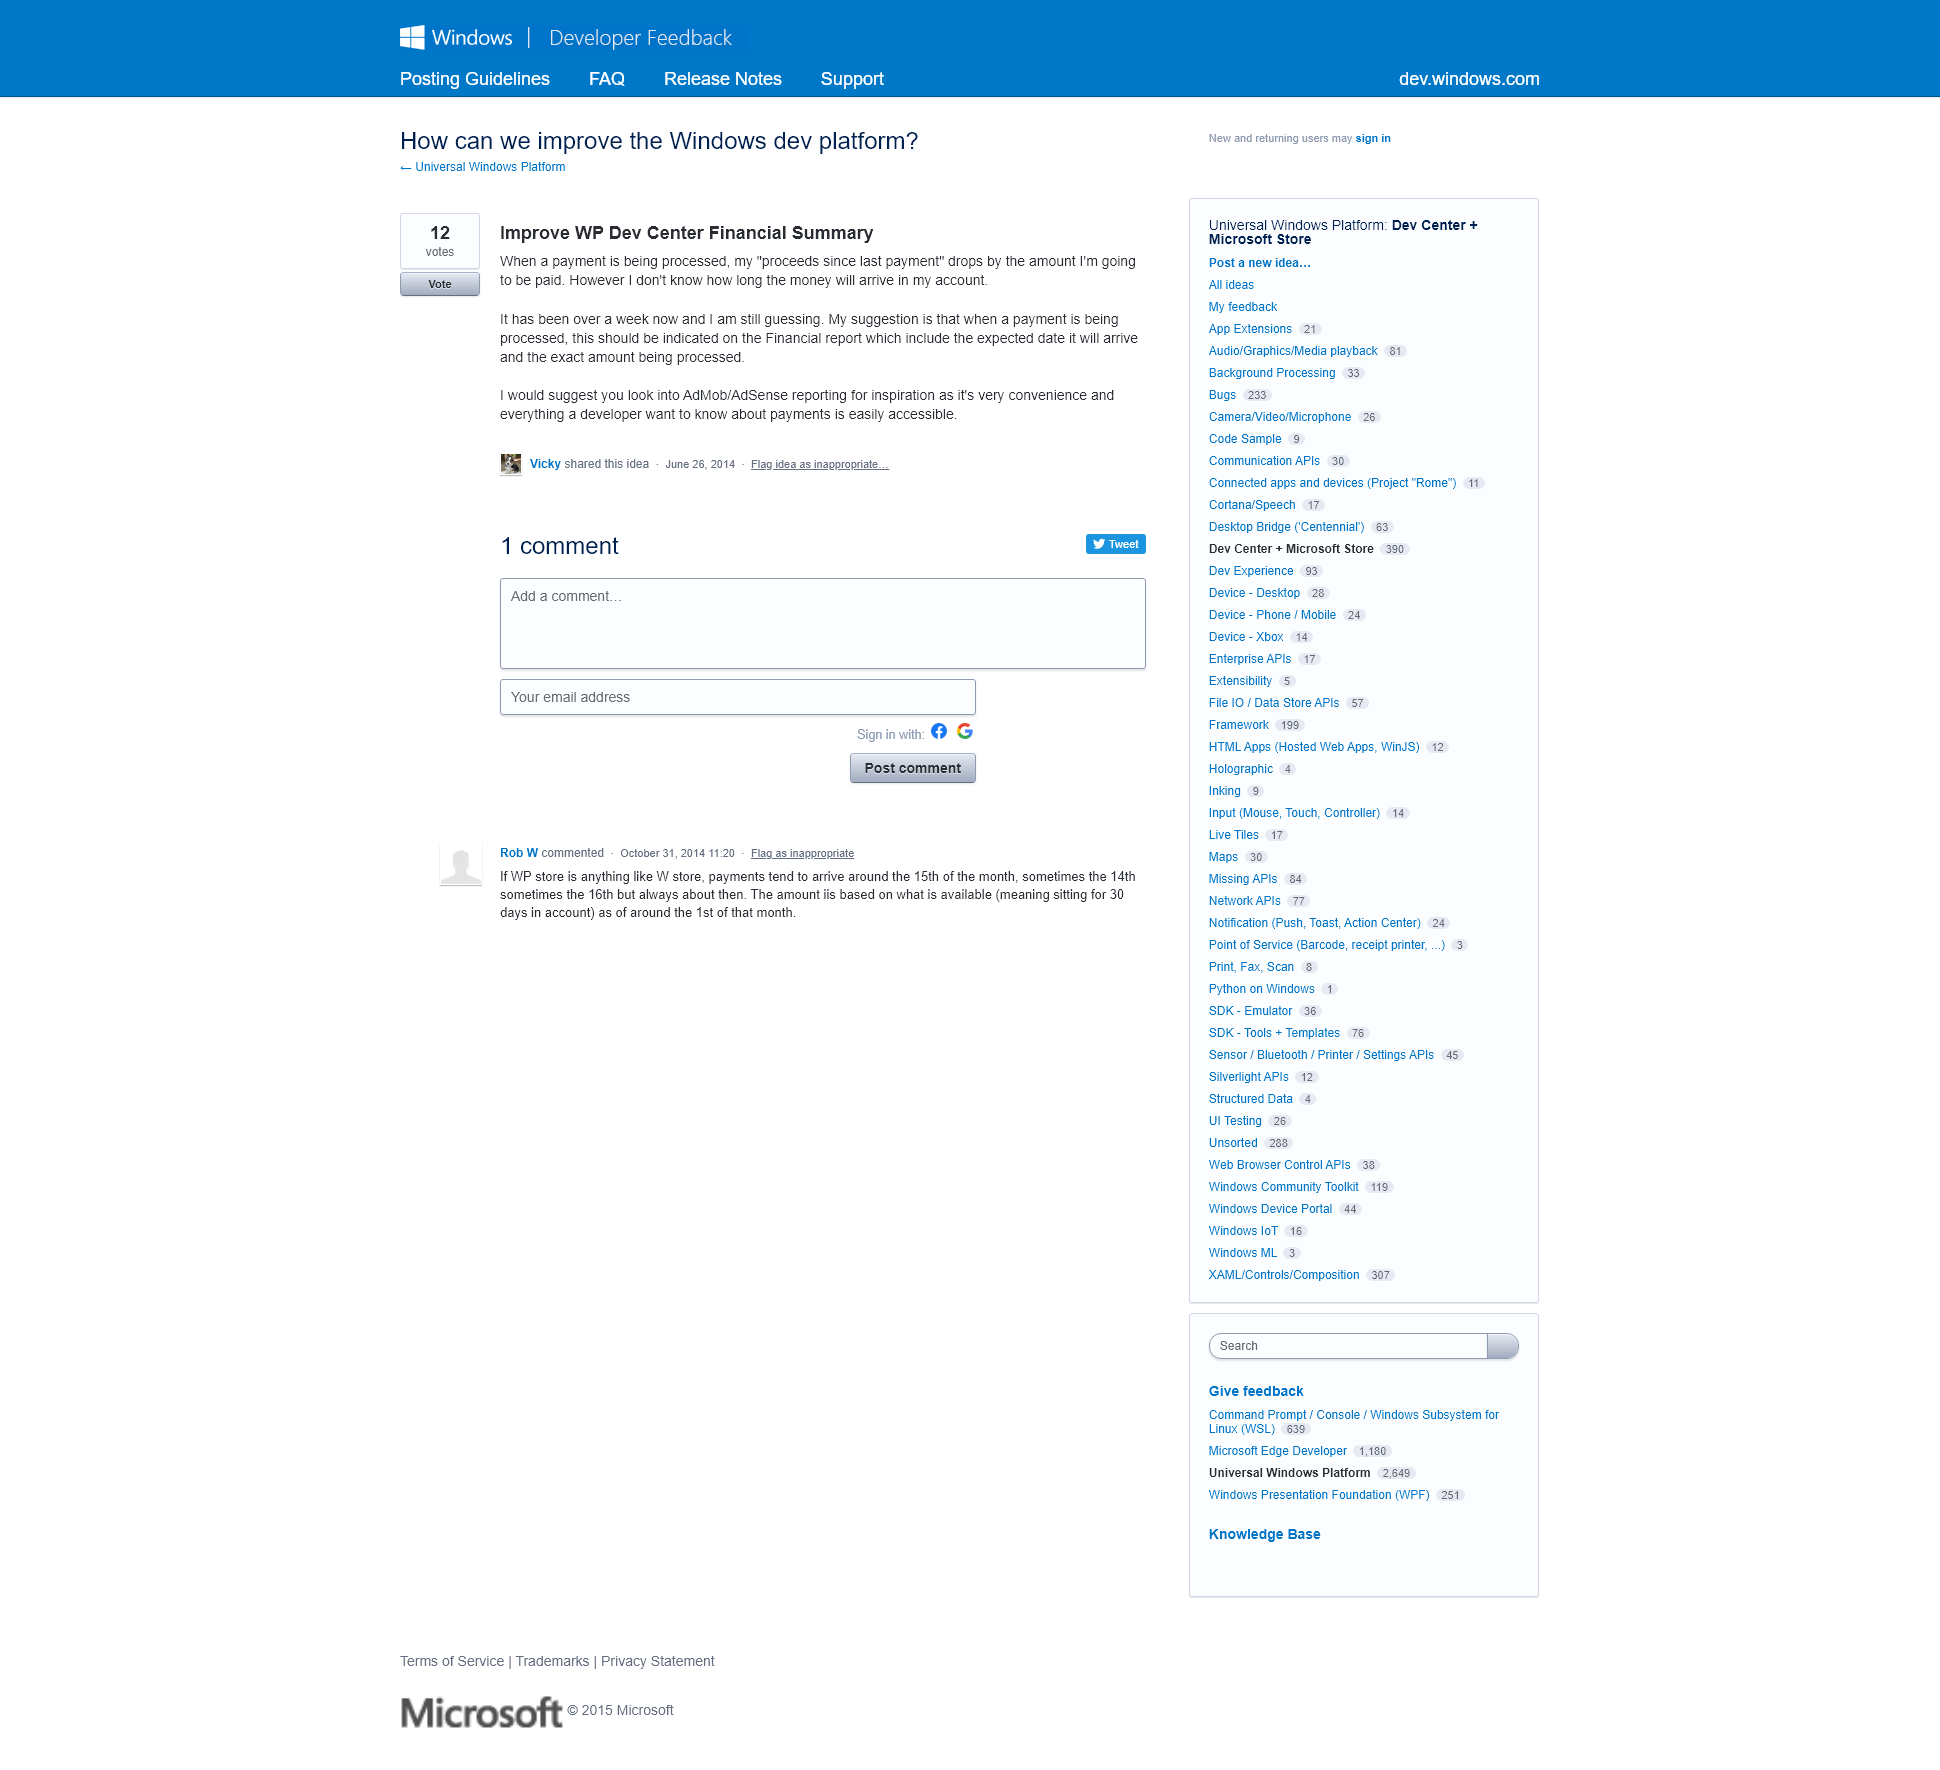 Windows | Developer Feedback
Posting Guidelines FAQ Release Notes Support dev.windows.com
How can we improve the Windows dev platform?
← Universal Windows Platform
New and returning users may sign in
12
votes
Vote
Improve WP Dev Center Financial Summary
When a payment is being processed, my "proceeds since last payment" drops by the amount I'm going
to be paid. However I don't know how long the money will arrive in my account.
It has been over a week now and I am still guessing. My suggestion is that when a payment is being
processed, this should be indicated on the Financial report which include the expected date it will arrive
and the exact amount being processed.
I would suggest you look into AdMob/AdSense reporting for inspiration as it's very convenience and
everything a developer want to know about payments is easily accessible.
Vicky shared this idea · June 26, 2014 · Flag idea as inappropriate…
1 comment
Tweet
Add a comment…
Your email address
Sign in with:
Post comment
Rob W commented · October 31, 2014 11:20 · Flag as inappropriate
If WP store is anything like W store, payments tend to arrive around the 15th of the month, sometimes the 14th
sometimes the 16th but always about then. The amount iis based on what is available (meaning sitting for 30
days in account) as of around the 1st of that month.
Universal Windows Platform: Dev Center +
Microsoft Store
Post a new idea…
All ideas
My feedback
App Extensions 21
Audio/Graphics/Media playback 81
Background Processing 33
Bugs 233
Camera/Video/Microphone 26
Code Sample 9
Communication APIs 30
Connected apps and devices (Project "Rome") 11
Cortana/Speech 17
Desktop Bridge ('Centennial') 63
Dev Center + Microsoft Store 390
Dev Experience 93
Device - Desktop 28
Device - Phone / Mobile 24
Device - Xbox 14
Enterprise APIs 17
Extensibility 5
File IO / Data Store APIs 57
Framework 199
HTML Apps (Hosted Web Apps, WinJS) 12
Holographic 4
Inking 9
Input (Mouse, Touch, Controller) 14
Live Tiles 17
Maps 30
Missing APIs 84
Network APIs 77
Notification (Push, Toast, Action Center) 24
Point of Service (Barcode, receipt printer, ...) 3
Print, Fax, Scan 8
Python on Windows 1
SDK - Emulator 36
SDK - Tools + Templates 76
Sensor / Bluetooth / Printer / Settings APIs 45
Silverlight APIs 12
Structured Data 4
UI Testing 26
Unsorted 288
Web Browser Control APIs 38
Windows Community Toolkit 119
Windows Device Portal 44
Windows IoT 16
Windows ML 3
XAML/Controls/Composition 307
Search
Give feedback
Command Prompt / Console / Windows Subsystem for
Linux (WSL) 639
Microsoft Edge Developer 1,180
Universal Windows Platform 2,649
Windows Presentation Foundation (WPF) 251
Knowledge Base
Terms of Service | Trademarks | Privacy Statement
Microsoft © 2015 Microsoft